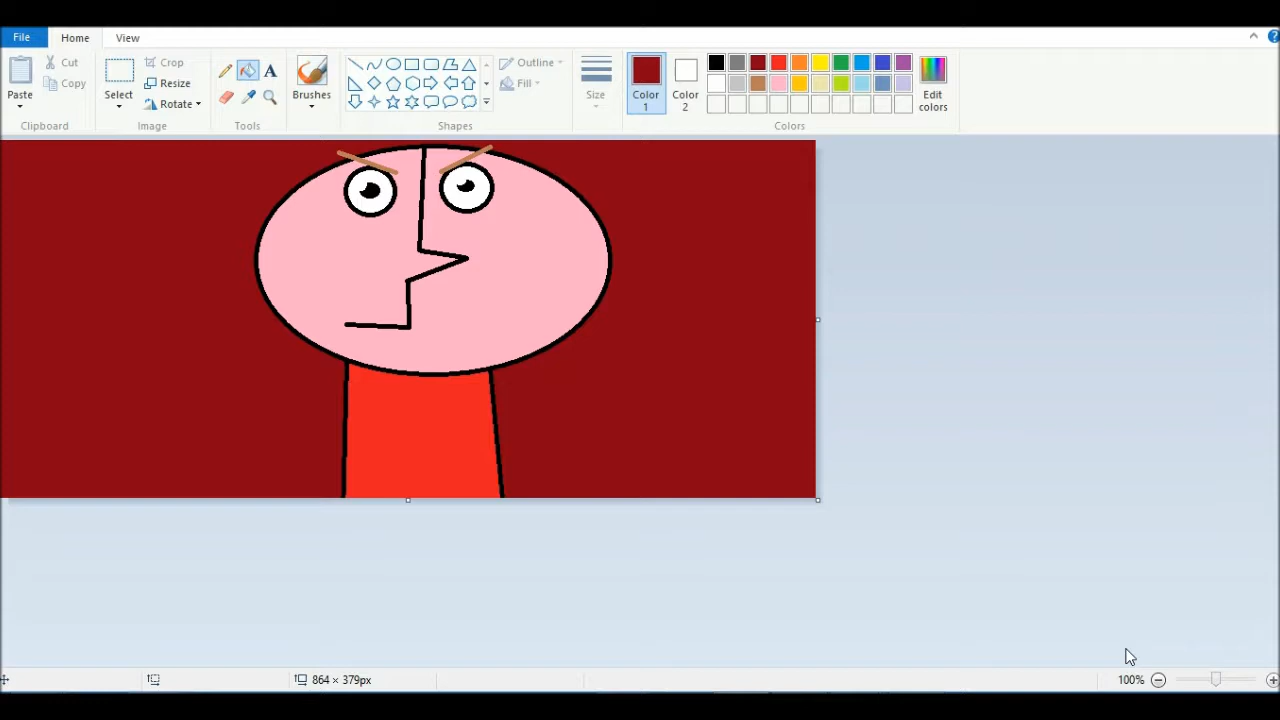 File Home View
Paste Cut Copy Clipboard
Select Crop Resize Rotate Image
Tools
Brushes
Outline Fill Shapes
Size
Color 1 Color 2 Edit colors Colors
864 × 379px 100%